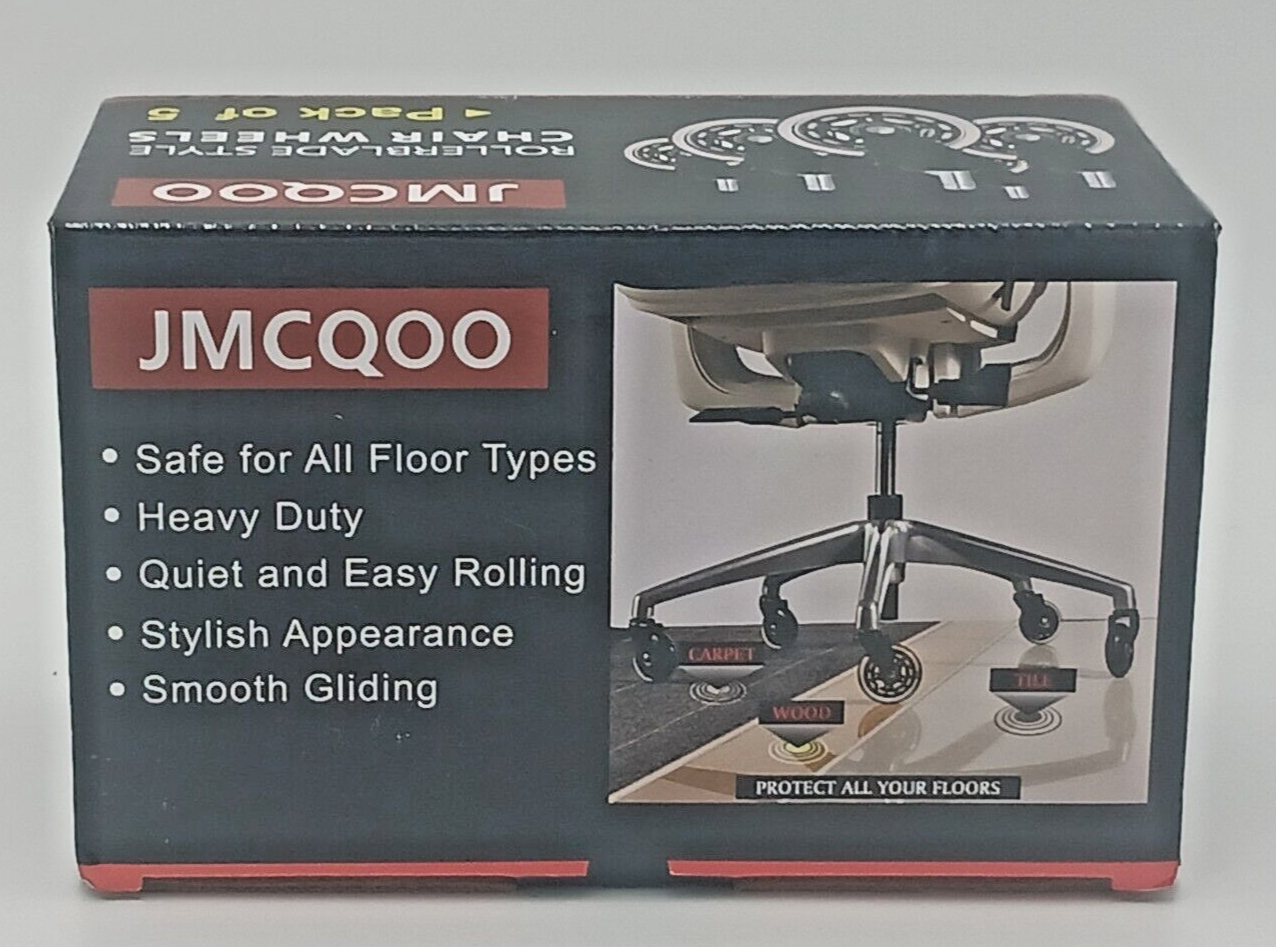 ◄ Pack of 5
CHAIR WHEELS
ROLLERBLADE STYLE
JMCQOO
JMCQOO
• Safe for All Floor Types
• Heavy Duty
• Quiet and Easy Rolling
• Stylish Appearance
• Smooth Gliding
CARPET
TILE
WOOD
PROTECT ALL YOUR FLOORS